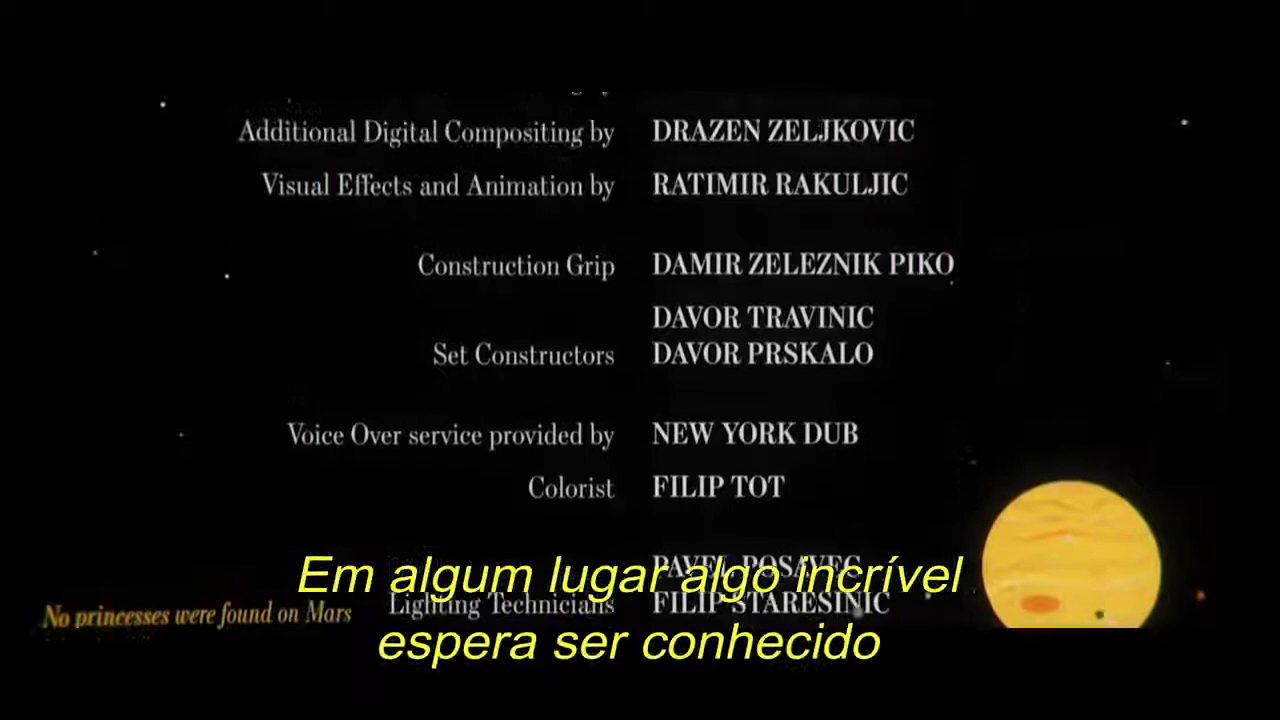 Additional Digital Compositing by DRAZEN ZELJKOVIC
Visual Effects and Animation by RATIMIR RAKULJIC
Construction Grip DAMIR ZELEZNIK PIKO
DAVOR TRAVINIC
Set Constructors DAVOR PRSKALO
Voice Over service provided by NEW YORK DUB
Colorist FILIP TOT
PAVEL POSAVEC
Lighting Technicians FILIP STARESINIC
No princesses were found on Mars
Em algum lugar algo incrível
espera ser conhecido